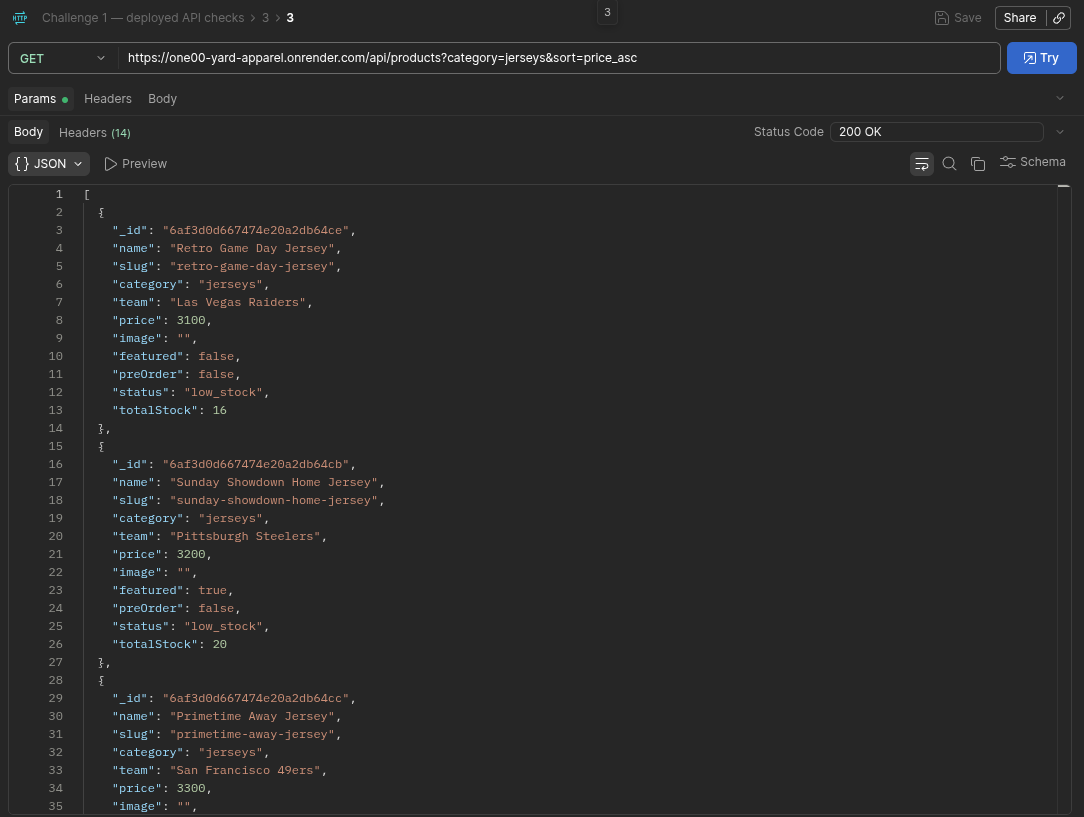 HTTP Challenge 1 — deployed API checks > 3 > 3
3
Save
Share
GET
https://one00-yard-apparel.onrender.com/api/products?category=jerseys&sort=price_asc
Try
Params
Headers
Body
Body
Headers (14)
Status Code
200 OK
{} JSON
Preview
Schema
1 [
2 {
3 "_id": "6af3d0d667474e20a2db64ce",
4 "name": "Retro Game Day Jersey",
5 "slug": "retro-game-day-jersey",
6 "category": "jerseys",
7 "team": "Las Vegas Raiders",
8 "price": 3100,
9 "image": "",
10 "featured": false,
11 "preOrder": false,
12 "status": "low_stock",
13 "totalStock": 16
14 },
15 {
16 "_id": "6af3d0d667474e20a2db64cb",
17 "name": "Sunday Showdown Home Jersey",
18 "slug": "sunday-showdown-home-jersey",
19 "category": "jerseys",
20 "team": "Pittsburgh Steelers",
21 "price": 3200,
22 "image": "",
23 "featured": true,
24 "preOrder": false,
25 "status": "low_stock",
26 "totalStock": 20
27 },
28 {
29 "_id": "6af3d0d667474e20a2db64cc",
30 "name": "Primetime Away Jersey",
31 "slug": "primetime-away-jersey",
32 "category": "jerseys",
33 "team": "San Francisco 49ers",
34 "price": 3300,
35 "image": "",